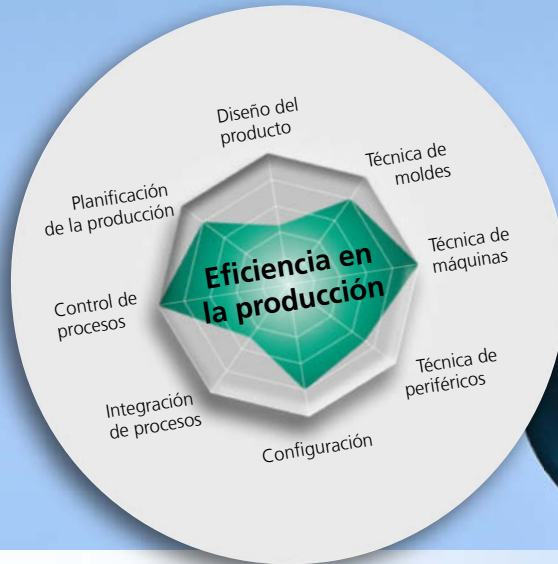 Diseño del
producto
Técnica de
moldes
Técnica de
máquinas
Técnica de
periféricos
Configuración
Integración
de procesos
Control de
procesos
Planificación
de la producción
Eficiencia en
la producción